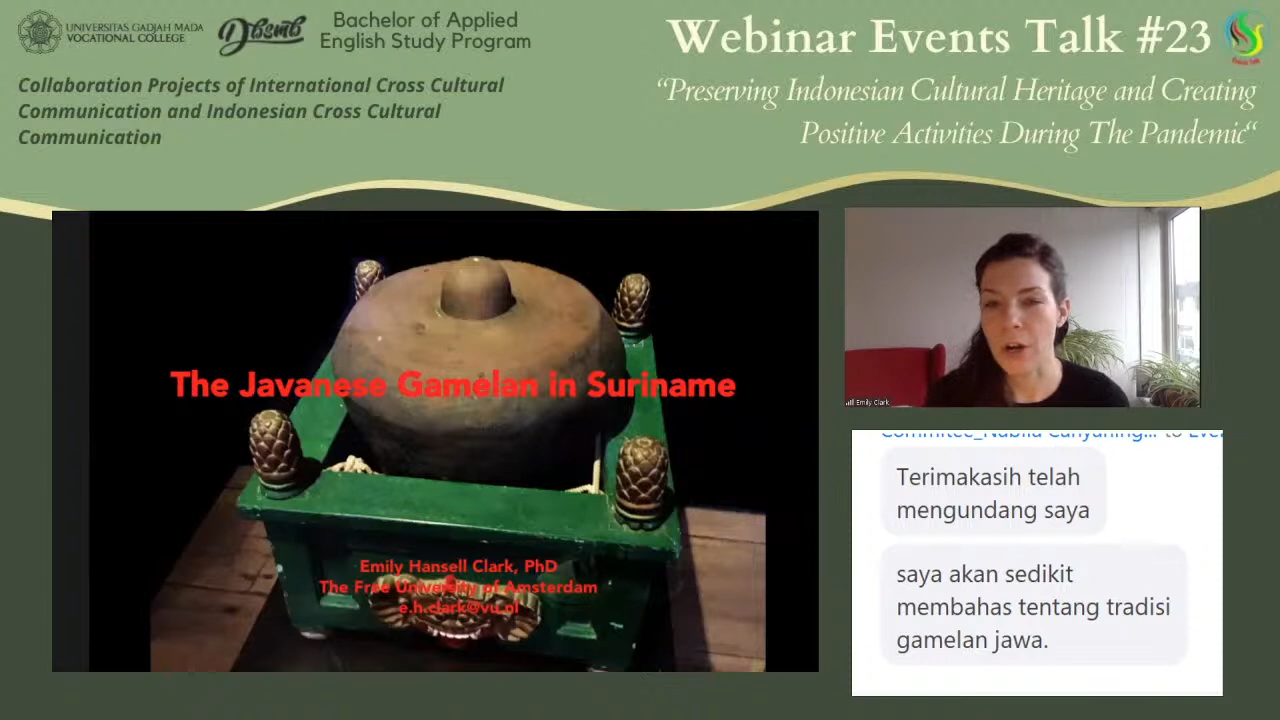 UNIVERSITAS GADJAH MADA
VOCATIONAL COLLEGE
Dbsmb
Bachelor of Applied
English Study Program
Collaboration Projects of International Cross Cultural
Communication and Indonesian Cross Cultural
Communication
Webinar Events Talk #23
“Preserving Indonesian Cultural Heritage and Creating
Positive Activities During The Pandemic“
The Javanese Gamelan in Suriname
Emily Hansell Clark, PhD
The Free University of Amsterdam
e.h.clark@vu.nl
Emily Clark
Terimakasih telah
mengundang saya
saya akan sedikit
membahas tentang tradisi
gamelan jawa.